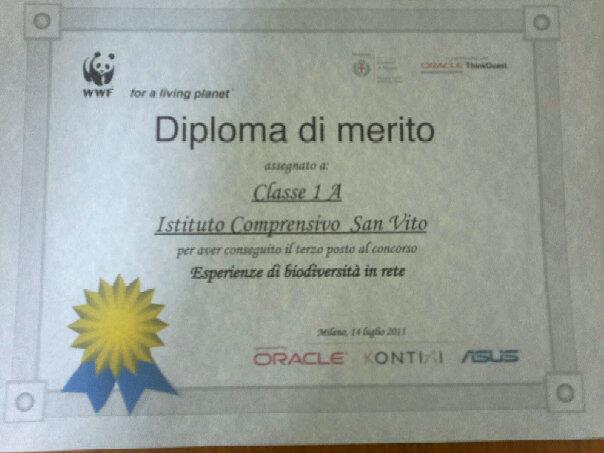 WWF
for a living planet
ORACLE ThinkQuest
Diploma di merito
assegnato a:
Classe 1 A
Istituto Comprensivo San Vito
per aver conseguito il terzo posto al concorso
Esperienze di biodiversità in rete
Milano, 14 luglio 2011
ORACLE KONTIKI ASUS